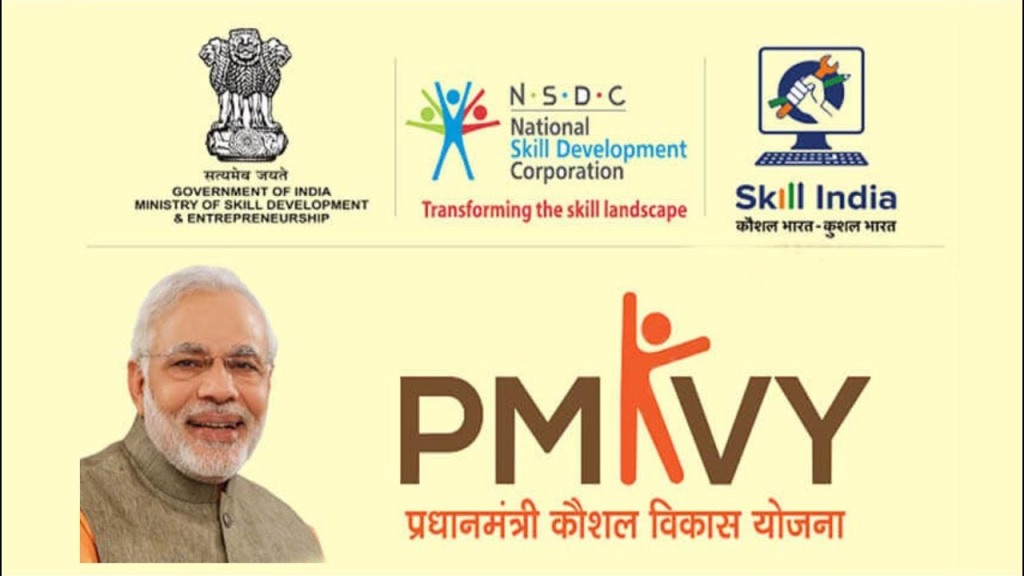 सत्यमेव जयते
GOVERNMENT OF INDIA
MINISTRY OF SKILL DEVELOPMENT
& ENTREPRENEURSHIP
N·S·D·C
National
Skill Development
Corporation
Transforming the skill landscape
Skill India
कौशल भारत-कुशल भारत
PMKVY
प्रधानमंत्री कौशल विकास योजना